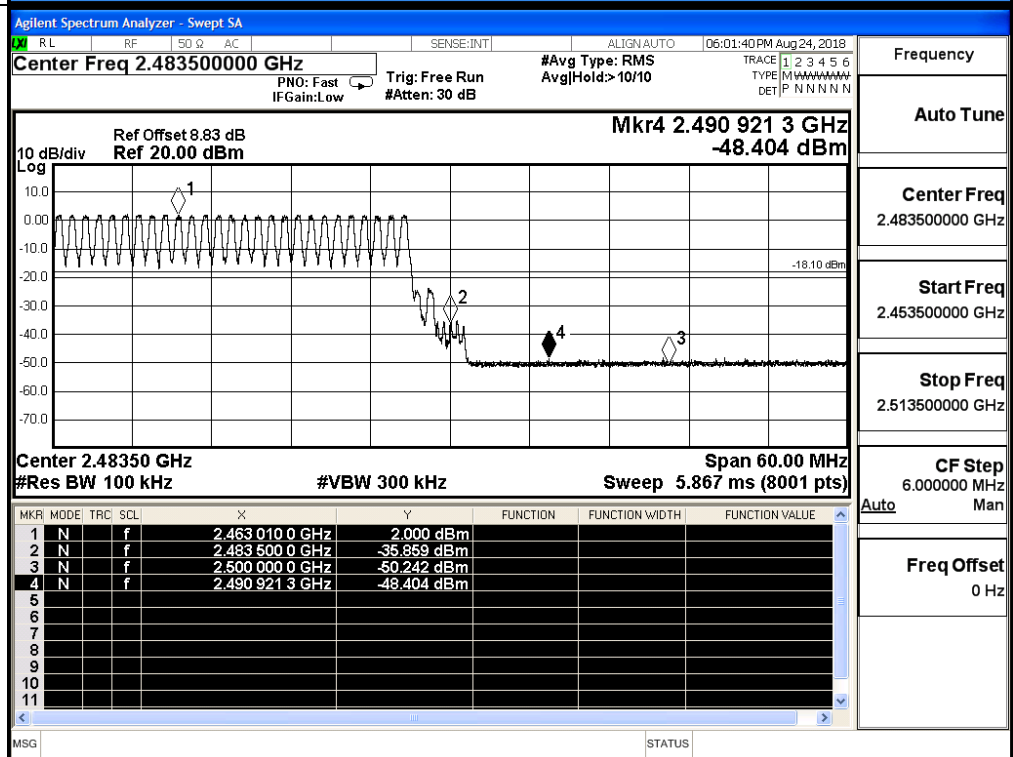 Agilent Spectrum Analyzer - Swept SA
LXI RL RF 50 Ω AC SENSE:INT ALIGN AUTO 06:01:40 PM Aug 24, 2018
Center Freq 2.483500000 GHz
PNO: Fast
IFGain:Low
Trig: Free Run
#Atten: 30 dB
#Avg Type: RMS
Avg|Hold:>10/10
TRACE 1 2 3 4 5 6
TYPE MWWWWW
DET P N N N N N
Ref Offset 8.83 dB
10 dB/div Ref 20.00 dBm
Log
Mkr4 2.490 921 3 GHz
-48.404 dBm
10.0
0.00
-10.0
-20.0
-30.0
-40.0
-50.0
-60.0
-70.0
1
2
4
3
-18.10 dBm
Center 2.48350 GHz Span 60.00 MHz
#Res BW 100 kHz #VBW 300 kHz Sweep 5.867 ms (8001 pts)
MKR MODE TRC SCL X Y FUNCTION FUNCTION WIDTH FUNCTION VALUE
1 N f 2.463 010 0 GHz 2.000 dBm
2 N f 2.483 500 0 GHz -35.859 dBm
3 N f 2.500 000 0 GHz -50.242 dBm
4 N f 2.490 921 3 GHz -48.404 dBm
5
6
7
8
9
10
11
MSG STATUS
Frequency
Auto Tune
Center Freq
2.483500000 GHz
Start Freq
2.453500000 GHz
Stop Freq
2.513500000 GHz
CF Step
6.000000 MHz
Auto Man
Freq Offset
0 Hz